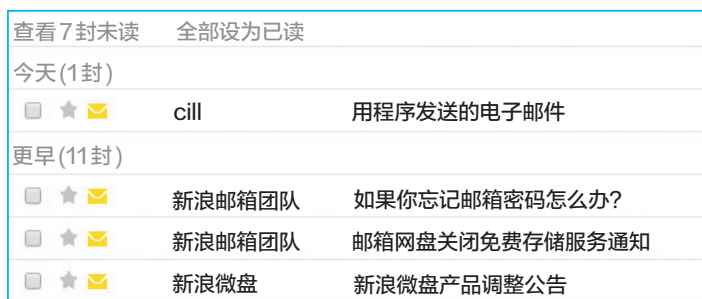 查看7封未读 全部设为已读
今天(1封)
cill 用程序发送的电子邮件
更早(11封)
新浪邮箱团队 如果你忘记邮箱密码怎么办?
新浪邮箱团队 邮箱网盘关闭免费存储服务通知
新浪微盘 新浪微盘产品调整公告